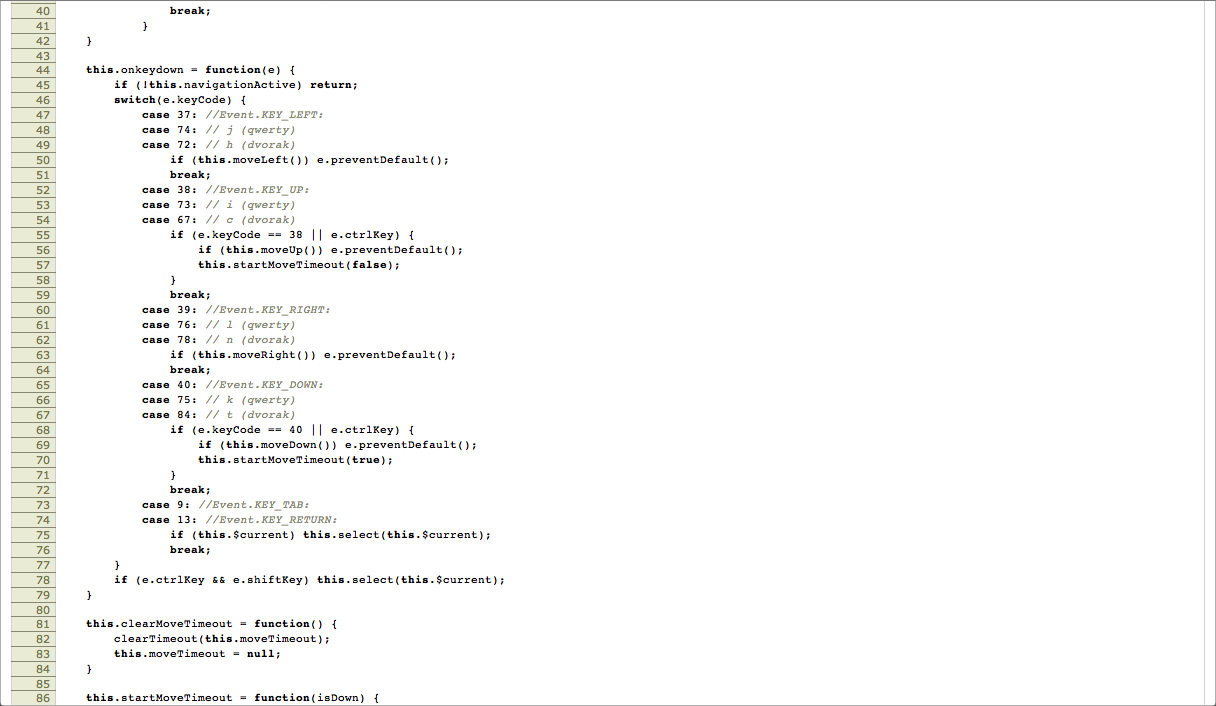 40                 break;
41             }
42     }
43
44     this.onkeydown = function(e) {
45         if (!this.navigationActive) return;
46         switch(e.keyCode) {
47             case 37: //Event.KEY_LEFT:
48             case 74: // j (qwerty)
49             case 72: // h (dvorak)
50                 if (this.moveLeft()) e.preventDefault();
51                 break;
52             case 38: //Event.KEY_UP:
53             case 73: // i (qwerty)
54             case 67: // c (dvorak)
55                 if (e.keyCode == 38 || e.ctrlKey) {
56                     if (this.moveUp()) e.preventDefault();
57                     this.startMoveTimeout(false);
58                 }
59                 break;
60             case 39: //Event.KEY_RIGHT:
61             case 76: // l (qwerty)
62             case 78: // n (dvorak)
63                 if (this.moveRight()) e.preventDefault();
64                 break;
65             case 40: //Event.KEY_DOWN:
66             case 75: // k (qwerty)
67             case 84: // t (dvorak)
68                 if (e.keyCode == 40 || e.ctrlKey) {
69                     if (this.moveDown()) e.preventDefault();
70                     this.startMoveTimeout(true);
71                 }
72                 break;
73             case 9: //Event.KEY_TAB:
74             case 13: //Event.KEY_RETURN:
75                 if (this.$current) this.select(this.$current);
76                 break;
77         }
78         if (e.ctrlKey && e.shiftKey) this.select(this.$current);
79     }
80
81     this.clearMoveTimeout = function() {
82         clearTimeout(this.moveTimeout);
83         this.moveTimeout = null;
84     }
85
86     this.startMoveTimeout = function(isDown) {